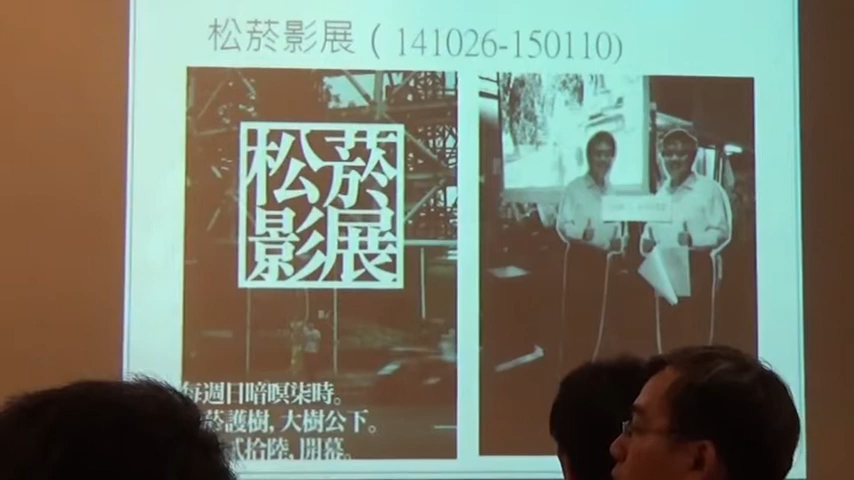 松菸影展 (141026-150110)
松菸
影展
每週日暗暝柒時。
菸護樹，大樹公下。
貳拾陸，開幕。